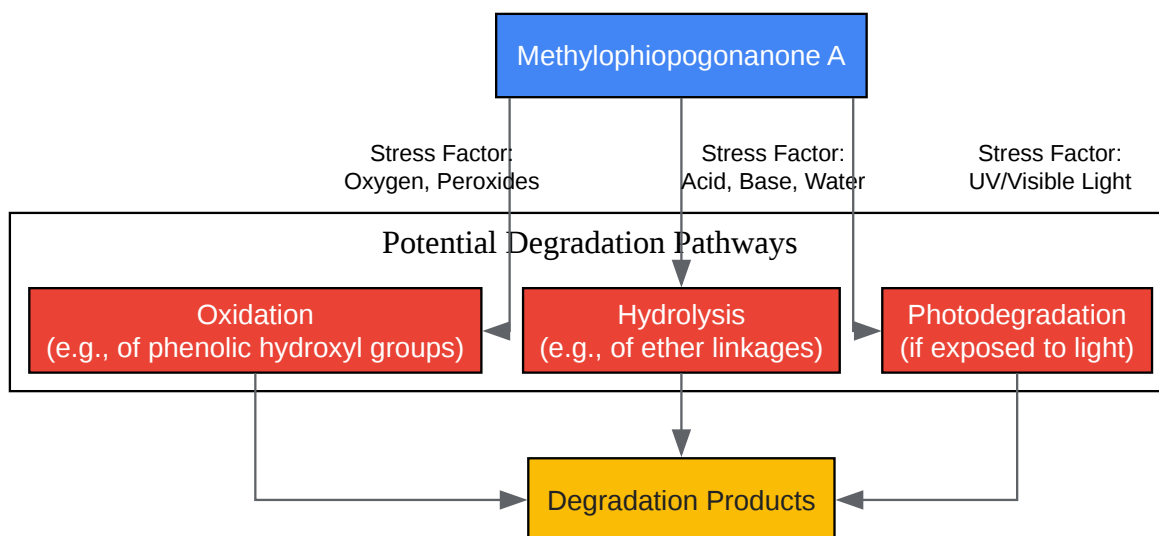 Methylophiopogonanone A
Stress Factor:
Oxygen, Peroxides
Stress Factor:
Acid, Base, Water
Stress Factor:
UV/Visible Light
Potential Degradation Pathways
Oxidation
(e.g., of phenolic hydroxyl groups)
Hydrolysis
(e.g., of ether linkages)
Photodegradation
(if exposed to light)
Degradation Products